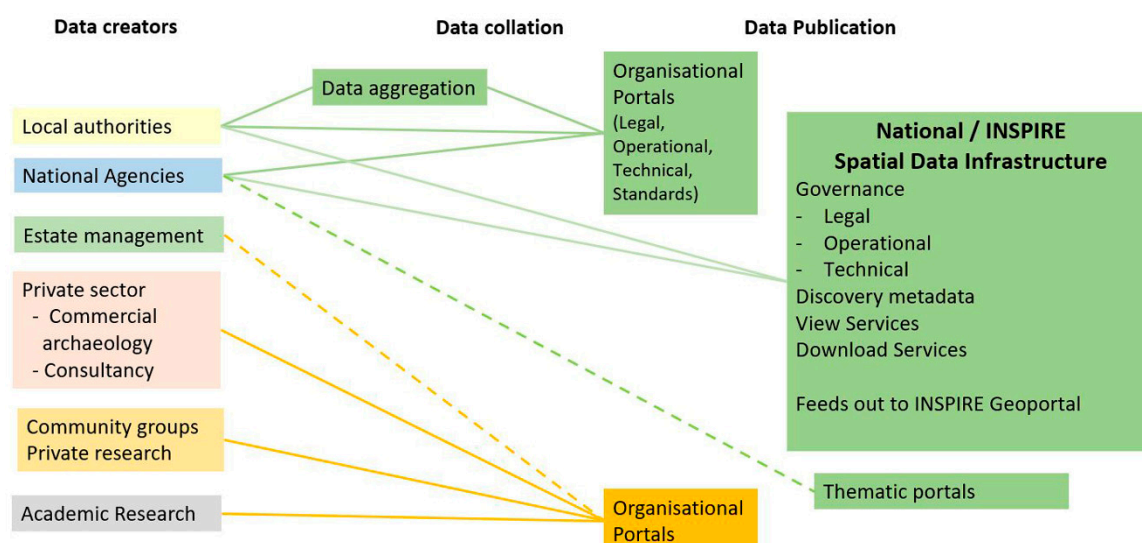 Data creators
Data collation
Data Publication
Local authorities
National Agencies
Estate management
Private sector
- Commercial
archaeology
- Consultancy
Community groups
Private research
Academic Research
Data aggregation
Organisational
Portals
(Legal,
Operational,
Technical,
Standards)
Organisational
Portals
National / INSPIRE
Spatial Data Infrastructure
Governance
- Legal
- Operational
- Technical
Discovery metadata
View Services
Download Services
Feeds out to INSPIRE Geoportal
Thematic portals